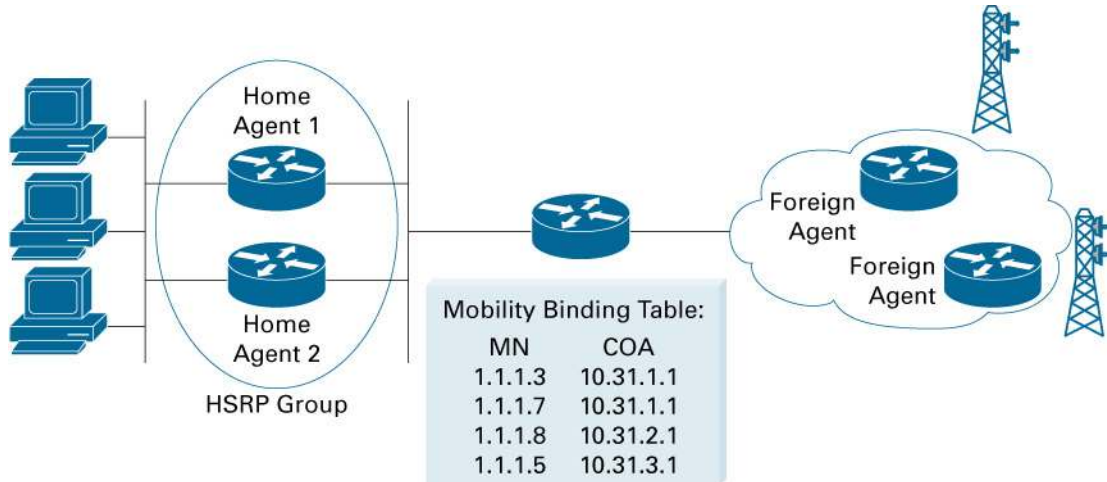 Home
Agent 1
Home
Agent 2
HSRP Group
Mobility Binding Table:
MN COA
1.1.1.3 10.31.1.1
1.1.1.7 10.31.1.1
1.1.1.8 10.31.2.1
1.1.1.5 10.31.3.1
Foreign
Agent
Foreign
Agent